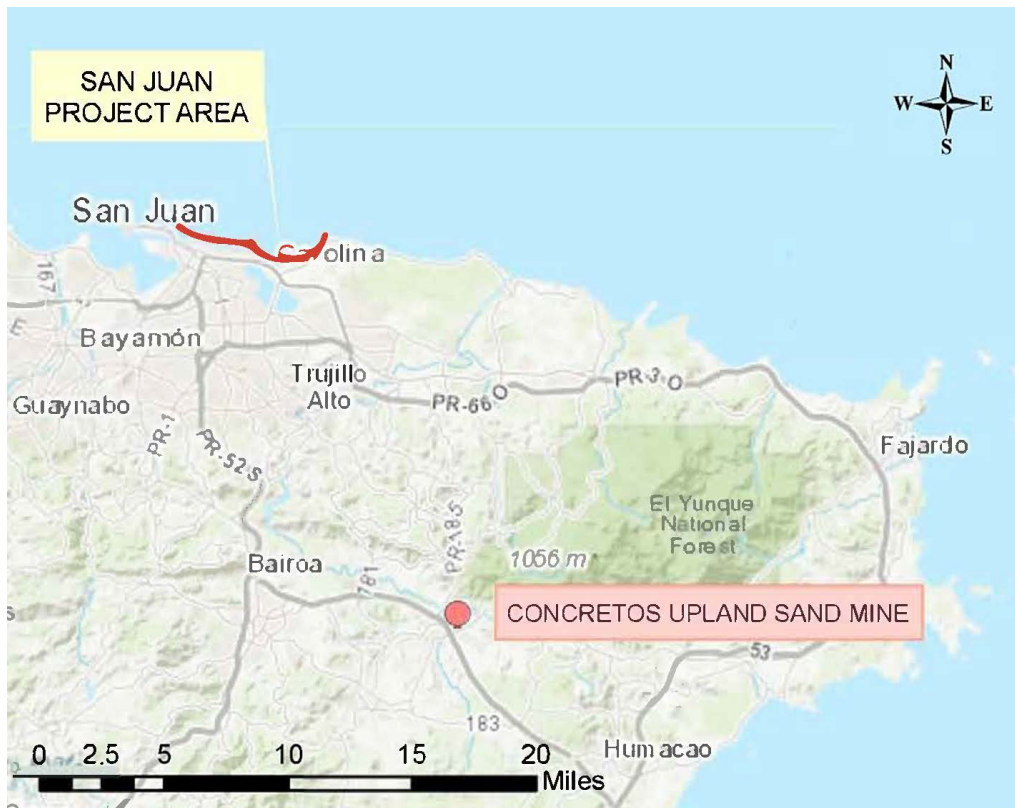 SAN JUAN
PROJECT AREA
N
W E
S
San Juan
Carolina
167
Bayamón
E
Trujillo
Alto
PR-66 O
PR-3 O
Guaynabo
PR-1
PR-52 S
Fajardo
El Yunque
National
Forest
PR-185
1056 m
Bairoa
181
CONCRETOS UPLAND SAND MINE
53
183
Humacao
0 2.5 5 10 15 20
Miles